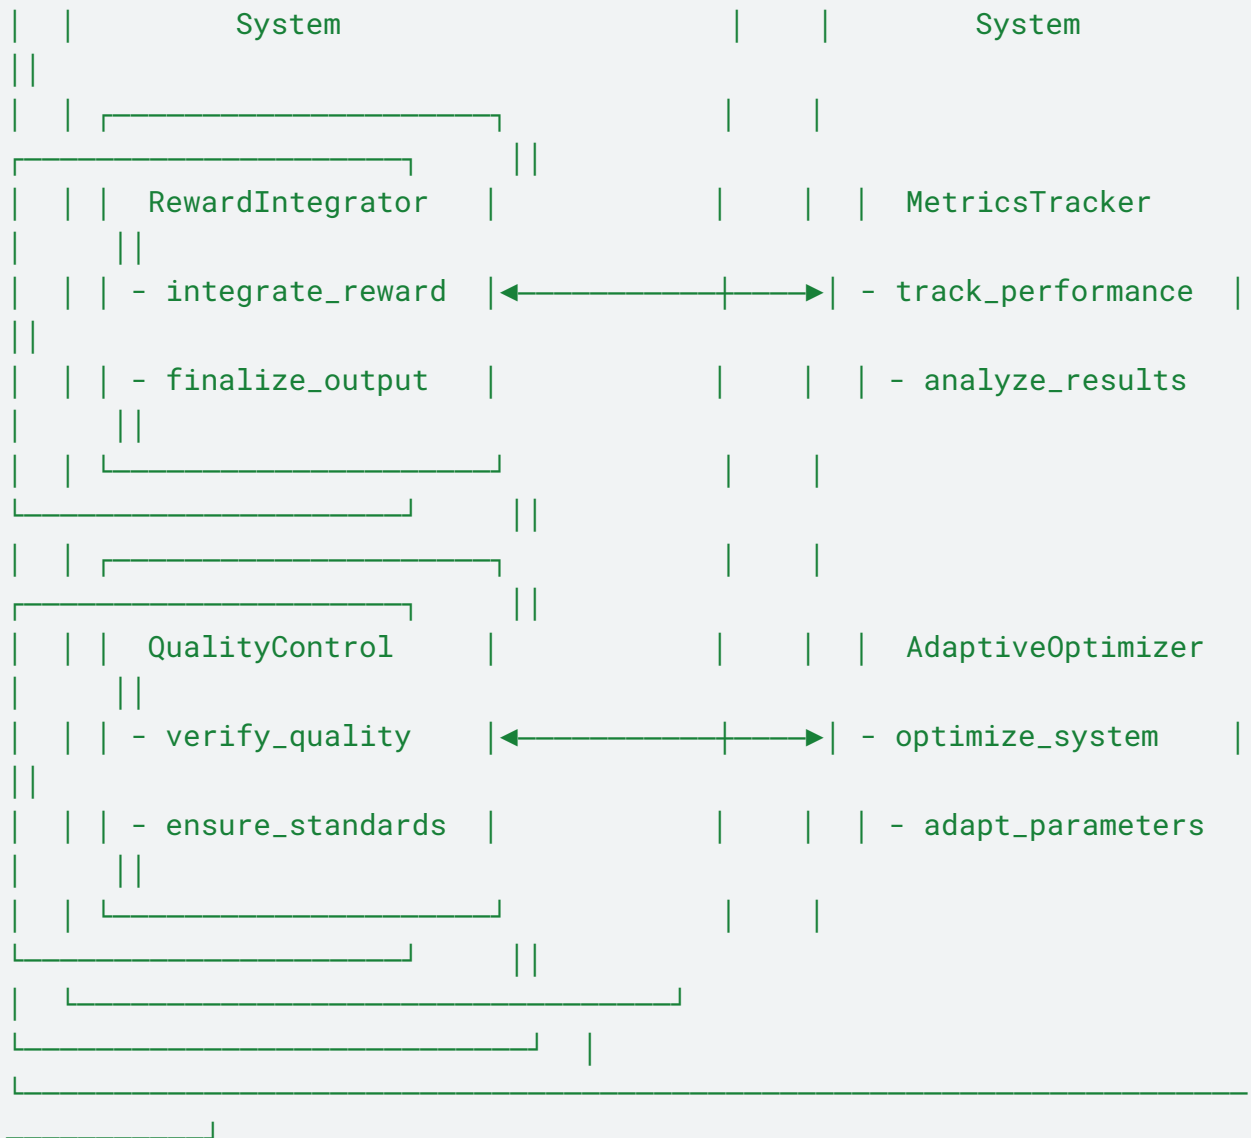 │  │         System                     │    │        System
││
│  │ ┌─────────────────────┐            │    │
┌─────────────────────┐     ││
│  │ │  RewardIntegrator   │            │    │  │  MetricsTracker
│     ││
│  │ │ - integrate_reward  │◄───────────┼────►│ - track_performance  │
││
│  │ │ - finalize_output   │            │    │  │ - analyze_results
│     ││
│  │ └─────────────────────┘            │    │
└─────────────────────┘     ││
│  │ ┌─────────────────────┐            │    │
┌─────────────────────┐     ││
│  │ │  QualityControl     │            │    │  │  AdaptiveOptimizer
│     ││
│  │ │ - verify_quality    │◄───────────┼────►│ - optimize_system    │
││
│  │ │ - ensure_standards  │            │    │  │ - adapt_parameters
│     ││
│  │ └─────────────────────┘            │    │
└─────────────────────┘     ││
│  └─────────────────────────────────┘
└────────────────────────────┘  │
└────────────────────────────────────────────────────────────────────
───────────┘